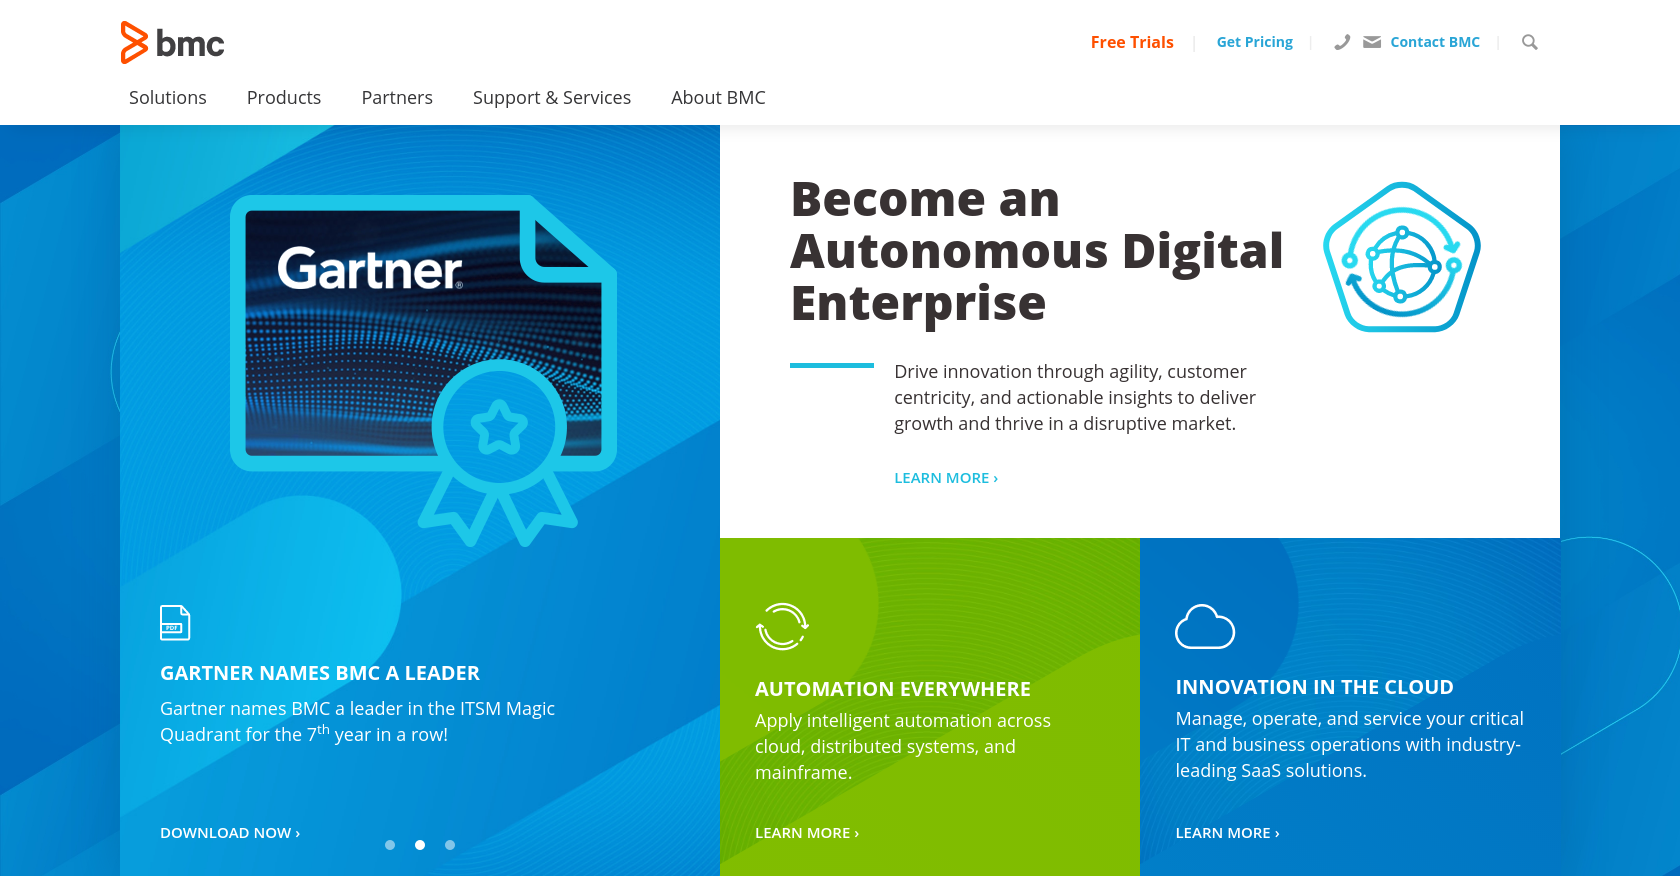 bmc
Free Trials
Get Pricing
Contact BMC
Solutions
Products
Partners
Support & Services
About BMC
Gartner®
PDF
GARTNER NAMES BMC A LEADER
Gartner names BMC a leader in the ITSM Magic
Quadrant for the 7th year in a row!
DOWNLOAD NOW ›
Become an
Autonomous Digital
Enterprise
Drive innovation through agility, customer
centricity, and actionable insights to deliver
growth and thrive in a disruptive market.
LEARN MORE ›
AUTOMATION EVERYWHERE
Apply intelligent automation across
cloud, distributed systems, and
mainframe.
LEARN MORE ›
INNOVATION IN THE CLOUD
Manage, operate, and service your critical
IT and business operations with industry-
leading SaaS solutions.
LEARN MORE ›